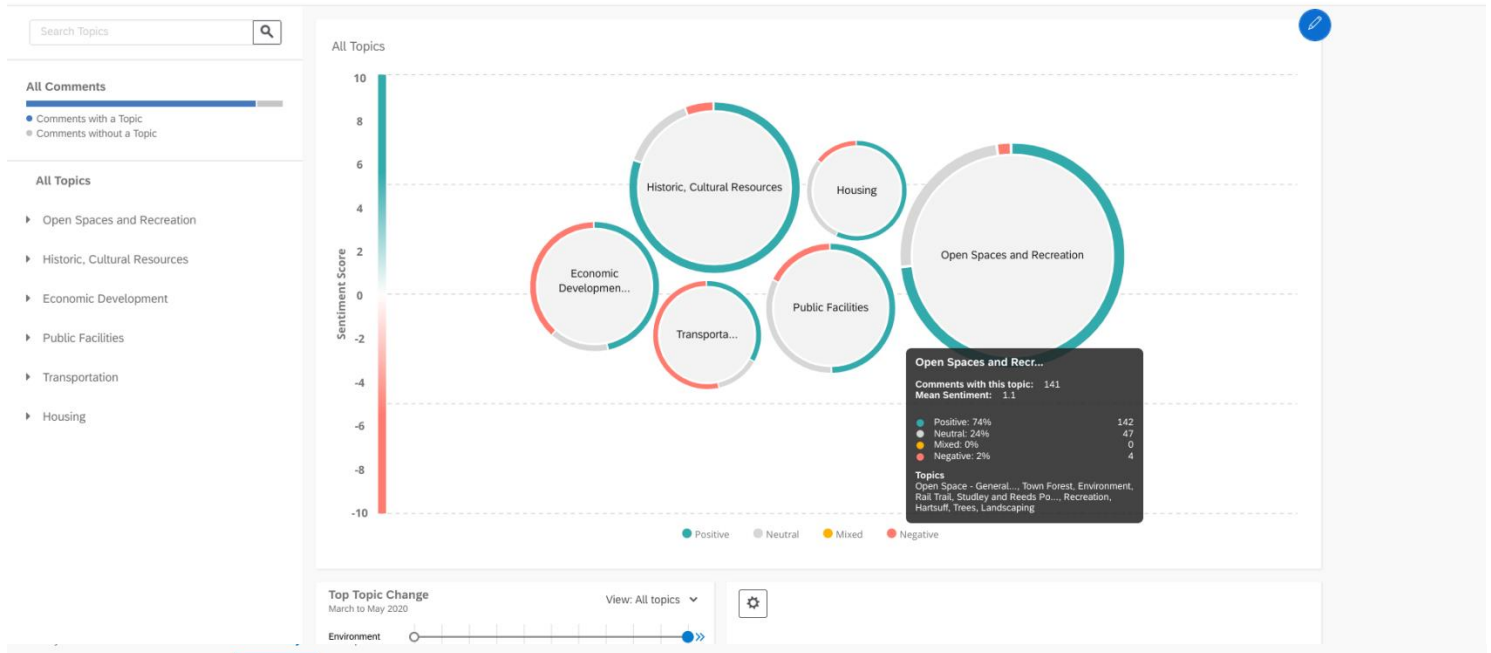 Search Topics
All Comments
Comments with a Topic
Comments without a Topic
All Topics
Open Spaces and Recreation
Historic, Cultural Resources
Economic Development
Public Facilities
Transportation
Housing
All Topics
Sentiment Score
10
8
6
4
2
0
-2
-4
-6
-8
-10
Historic, Cultural Resources
Housing
Open Spaces and Recreation
Economic
Developmen...
Public Facilities
Transporta...
Open Spaces and Recr...
Comments with this topic: 141
Mean Sentiment: 1.1
Positive: 74% 142
Neutral: 24% 47
Mixed: 0% 0
Negative: 2% 4
Topics
Open Space - General..., Town Forest, Environment,
Rail Trail, Studley and Reeds Po..., Recreation,
Hartsuff, Trees, Landscaping
Positive Neutral Mixed Negative
Top Topic Change
March to May 2020
View: All topics
Environment